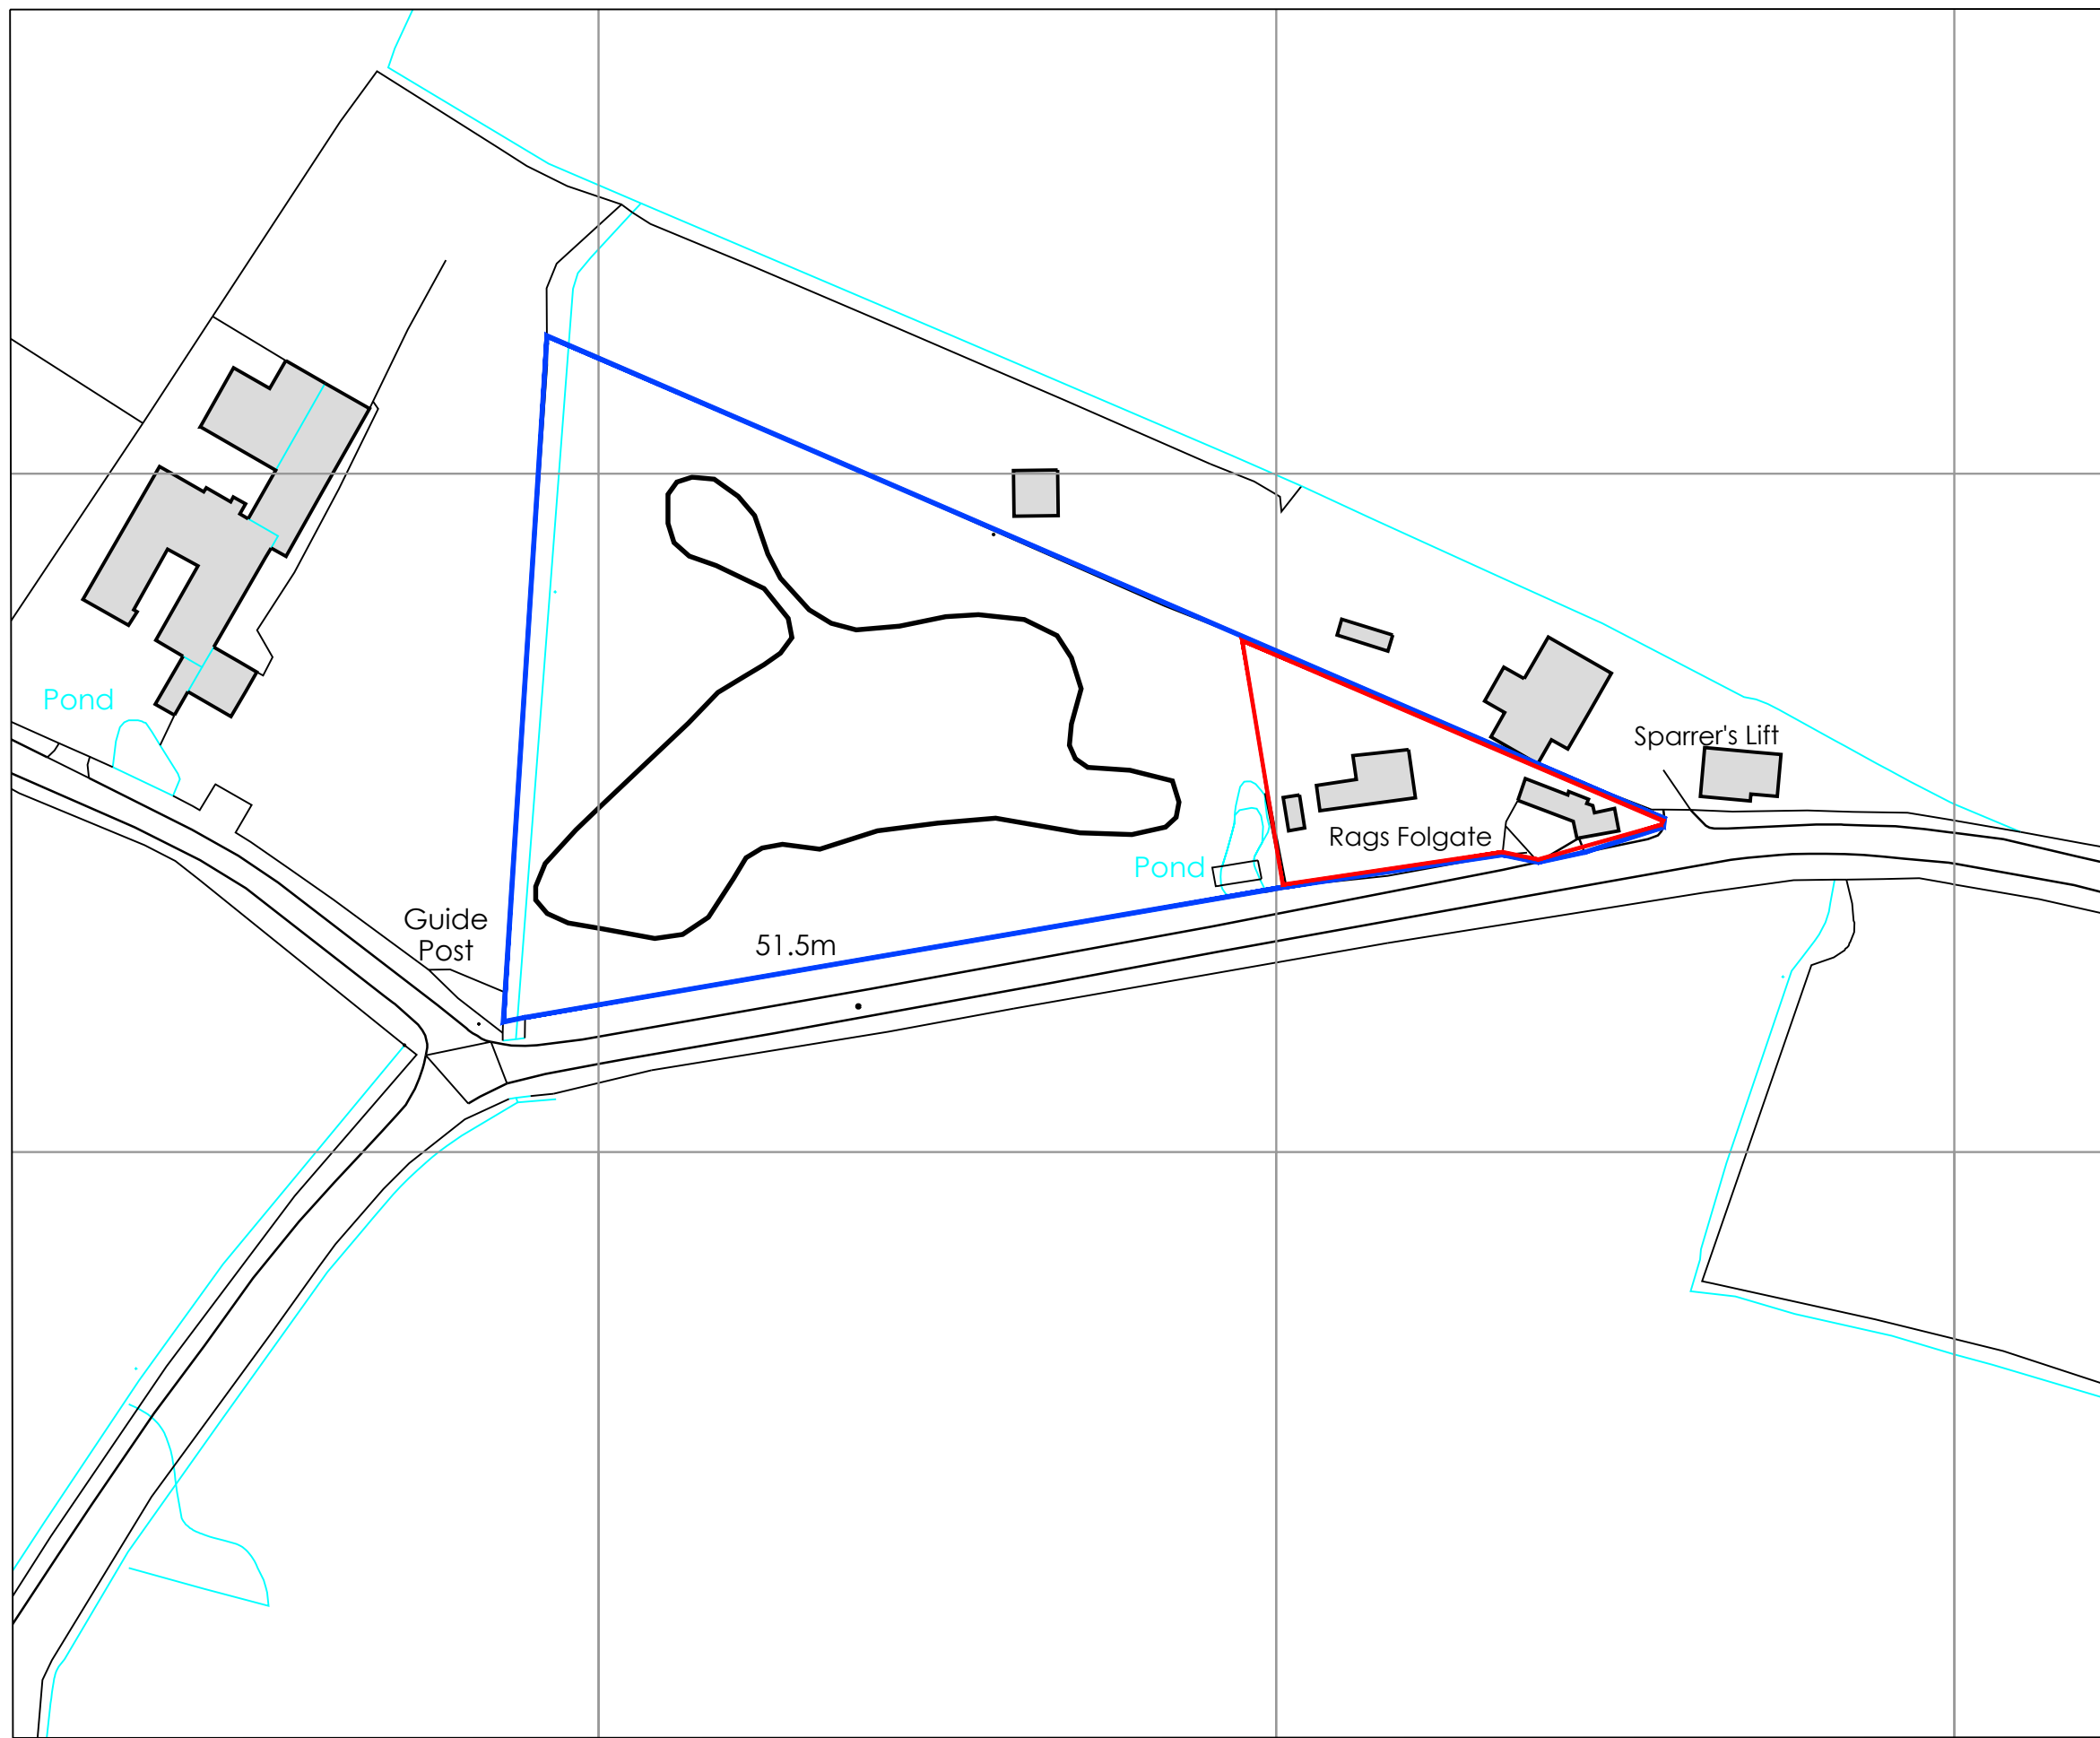 Pond
Sparrer's Lift
Rags Folgate
Pond
Guide
Post
51.5m